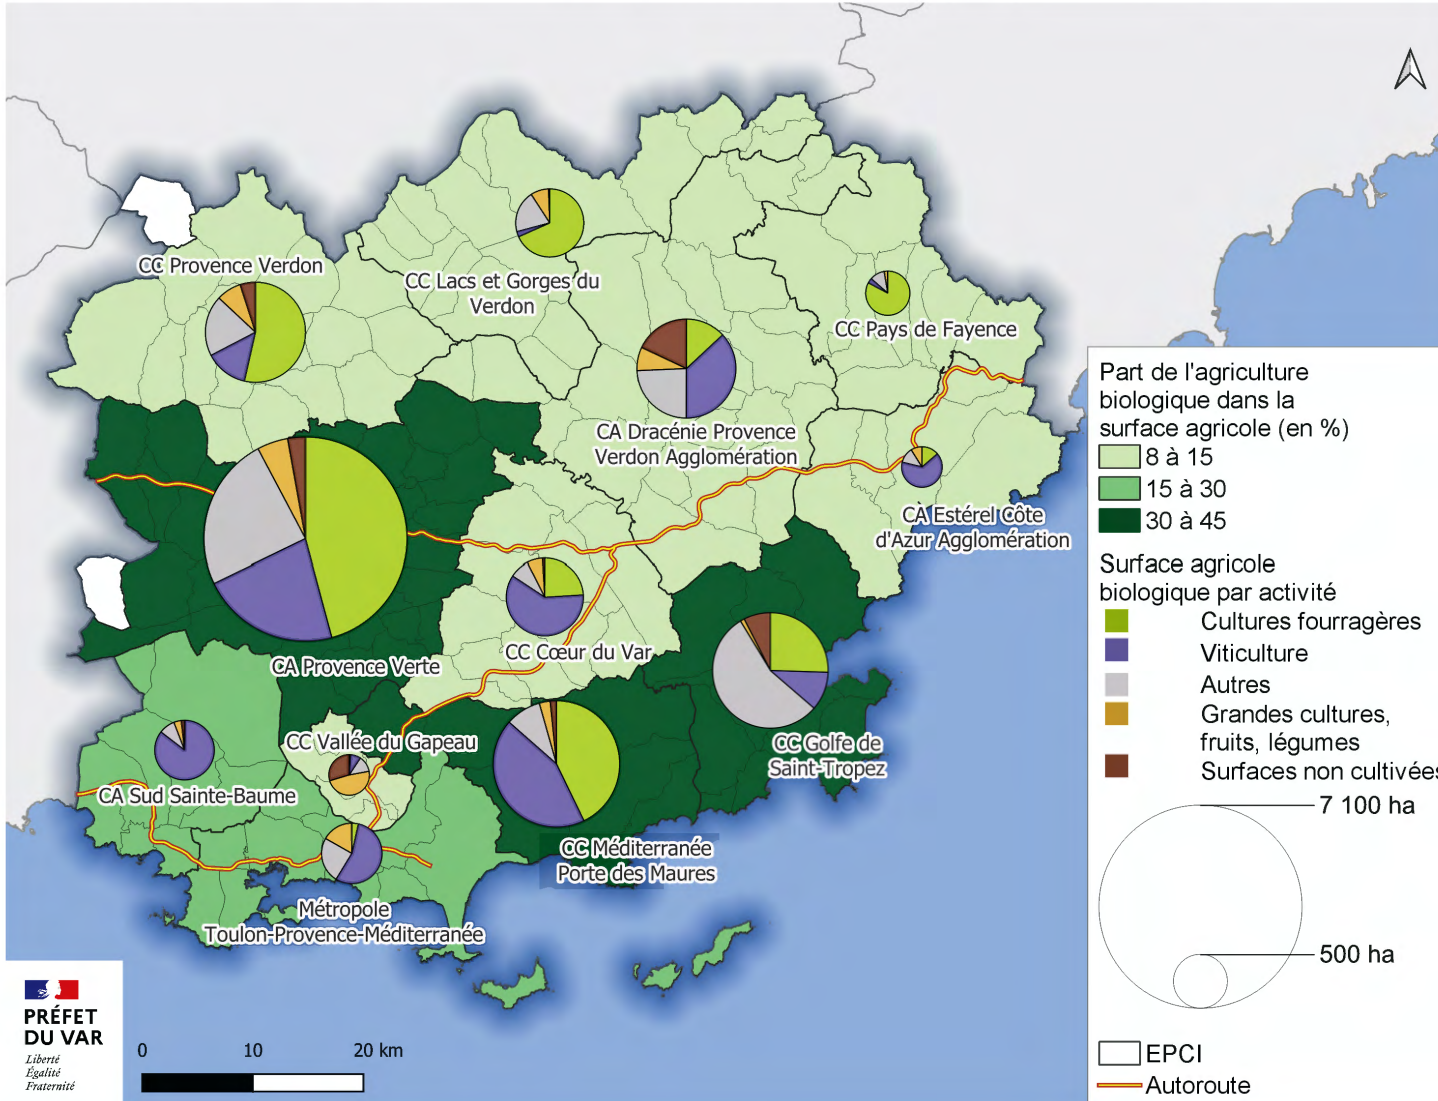 CC Provence Verdon
CC Lacs et Gorges du
Verdon
CC Pays de Fayence
CA Dracénie Provence
Verdon Agglomération
CA Estérel Côte
d'Azur Agglomération
CC Cœur du Var
CA Provence Verte
CC Golfe de
Saint-Tropez
CC Vallée du Gapeau
CA Sud Sainte-Baume
CC Méditerranée
Porte des Maures
Métropole
Toulon-Provence-Méditerranée
PRÉFET
DU VAR
Liberté
Égalité
Fraternité
0 10 20 km
Part de l'agriculture
biologique dans la
surface agricole (en %)
8 à 15
15 à 30
30 à 45
Surface agricole
biologique par activité
Cultures fourragères
Viticulture
Autres
Grandes cultures,
fruits, légumes
Surfaces non cultivées
7 100 ha
500 ha
EPCI
Autoroute